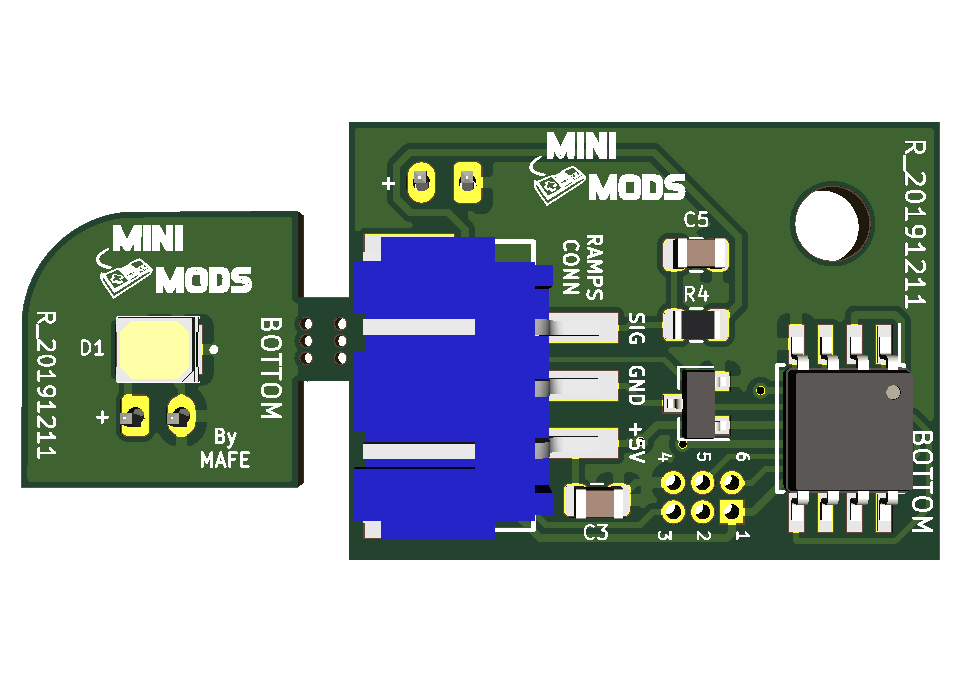 MINI
MODS
R_20191211
D1
BOTTOM
+
By
MAFE
+
MINI
MODS
R_20191211
RAMPS
CONN
C5
R4
SIG
GND
+5V
4
5
6
3
2
1
C3
BOTTOM